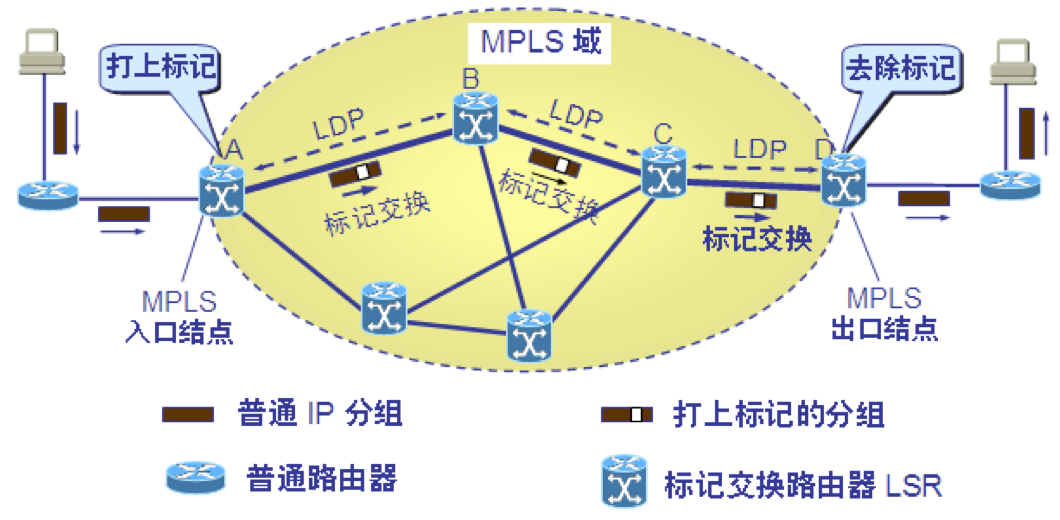 MPLS 域
打上标记
去除标记
B
LDP
LDP
A
C
LDP
D
标记交换
标记交换
标记交换
MPLS
入口结点
MPLS
出口结点
普通 IP 分组
打上标记的分组
普通路由器
标记交换路由器 LSR